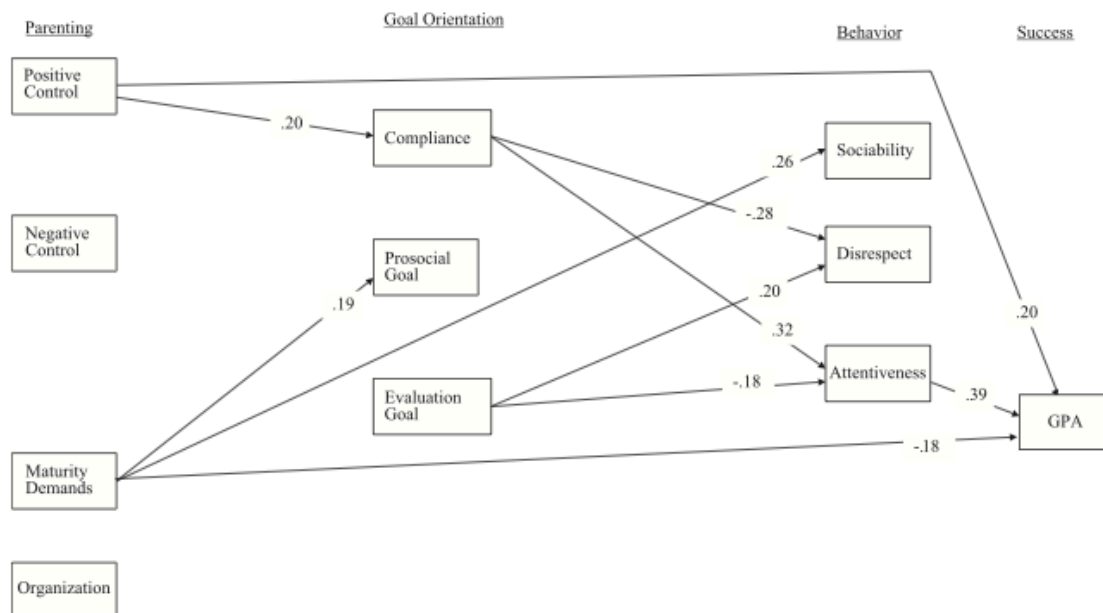 Parenting
Goal Orientation
Behavior
Success
Positive
Control
.20
Compliance
.26
Sociability
Negative
Control
-.28
Prosocial
Goal
Disrespect
.19
.20
.20
.32
Evaluation
Goal
-.18
Attentiveness
.39
GPA
-.18
Maturity
Demands
Organization